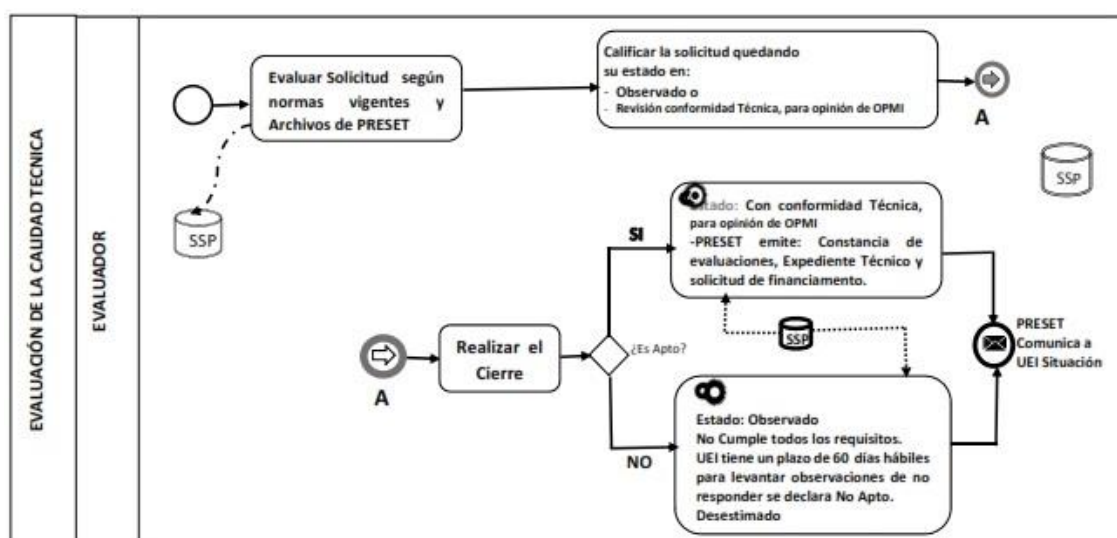 EVALUACIÓN DE LA CAUDAD TECNICA
EVALUADOR
Evaluar Solicitud según
normas vigentes y
Archivos de PRESET
SSP
Calificar la solicitud quedando
su estado en:
- Observado o
- Revisión conformidad Técnica, para opinión de OPMI
A
SSP
Estado: Con conformidad Técnica,
para opinión de OPMI
-PRESET emite: Constancia de
evaluaciones, Expediente Técnico y
solicitud de financiamento.
SI
A
Realizar el
Cierre
¿Es Apto?
SSP
PRESET
Comunica a
UEI Situación
NO
Estado: Observado
No Cumple todos los requisitos.
UEI tiene un plazo de 60 días hábiles
para levantar observaciones de no
responder se declara No Apto.
Desestimado